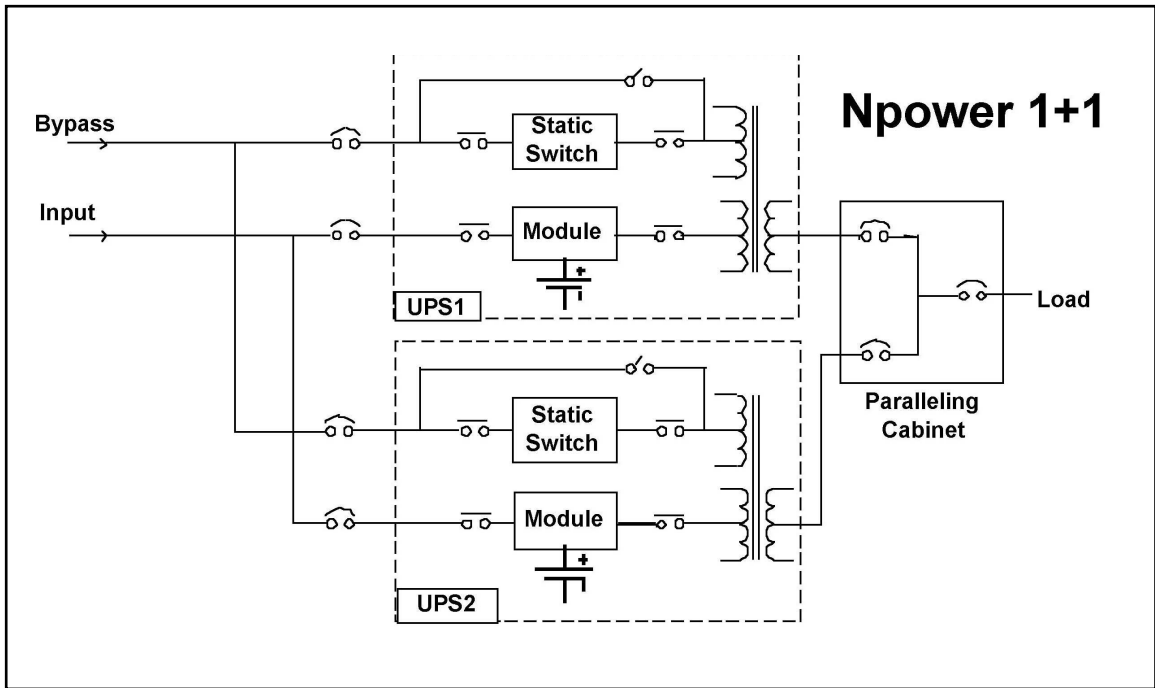 Npower 1+1
Bypass
Static
Switch
Input
Module
+
UPS1
Load
Paralleling
Cabinet
Static
Switch
Module
+
UPS2